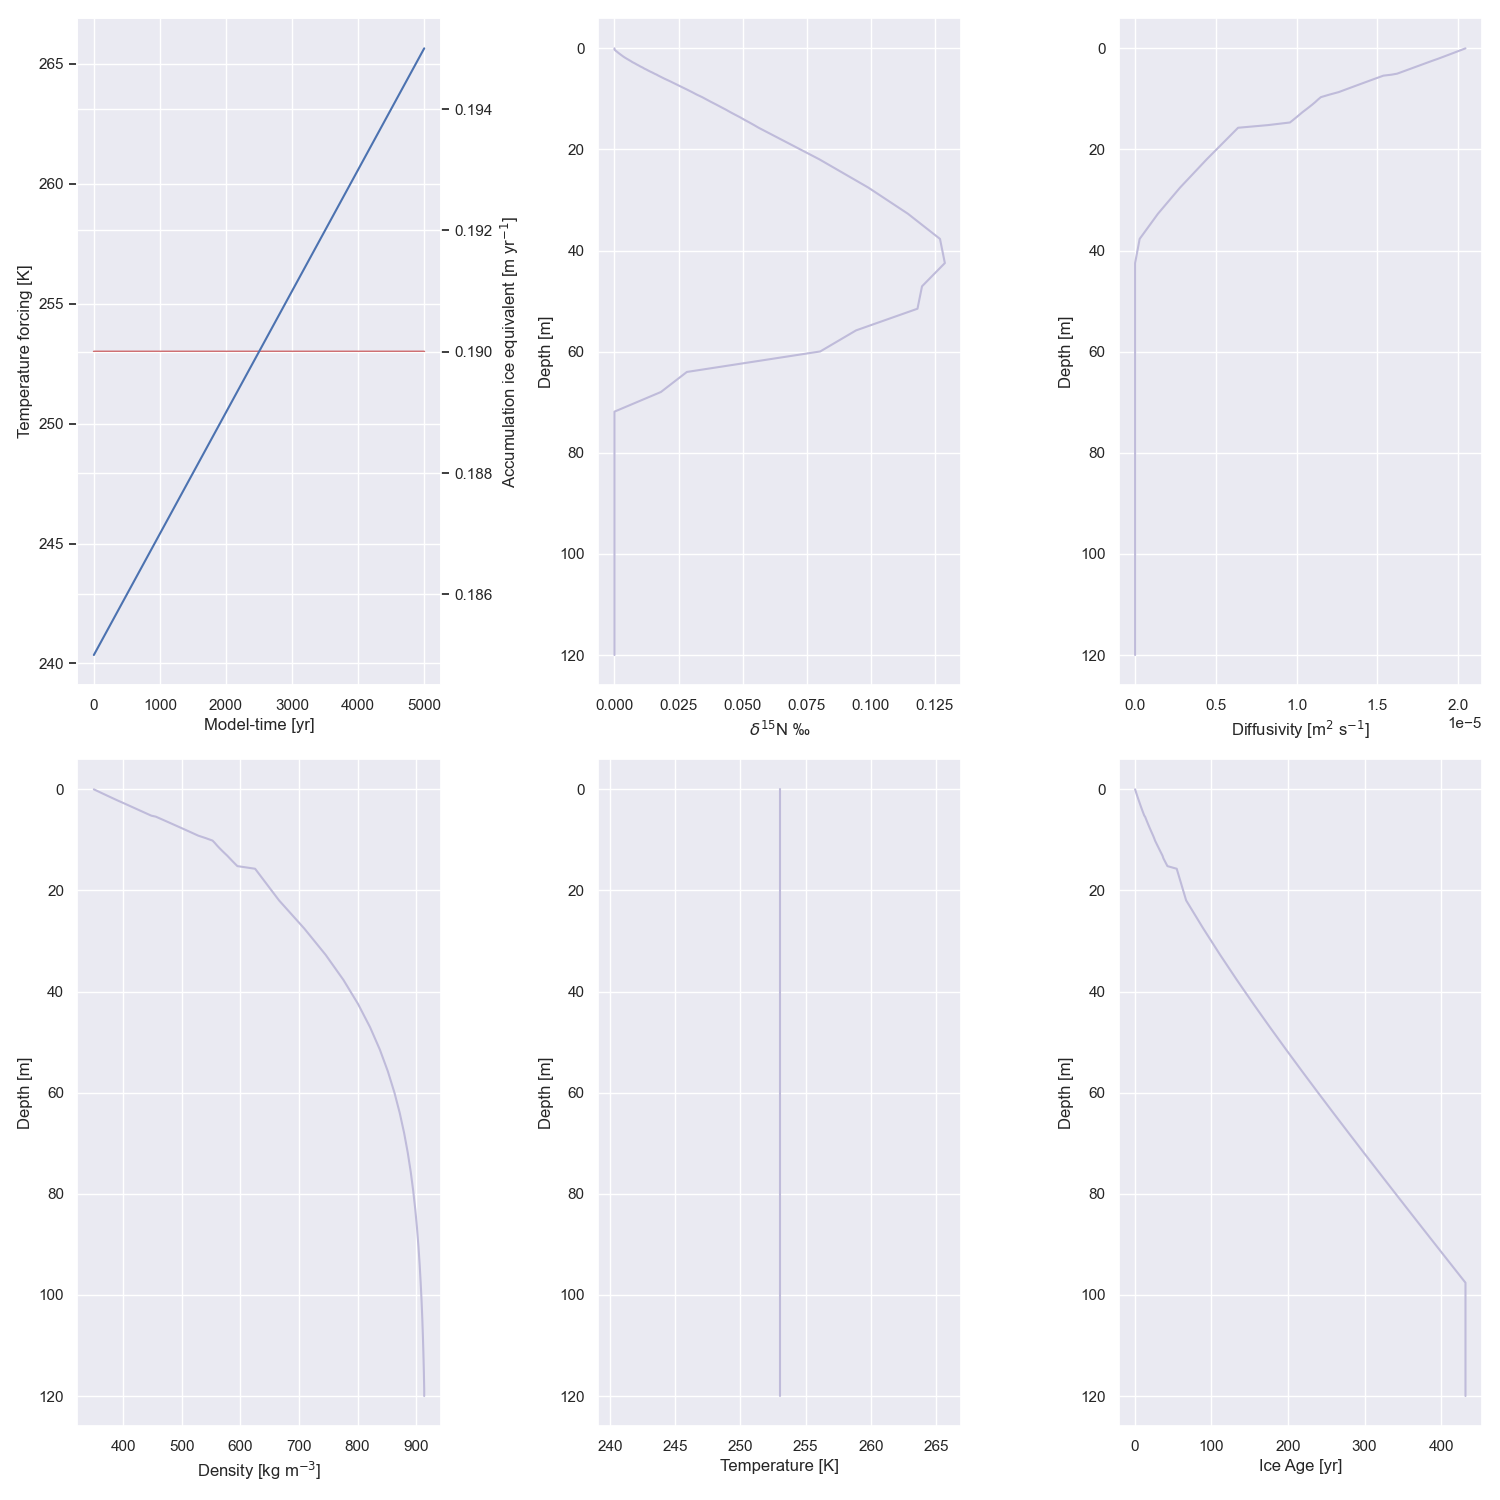 265
260
255
250
245
240
Temperature forcing [K]
0.194
0.192
0.190
0.188
0.186
Accumulation ice equivalent [m yr⁻¹]
0 1000 2000 3000 4000 5000
Model-time [yr]
0
20
40
60
80
100
120
Depth [m]
0.000 0.025 0.050 0.075 0.100 0.125
δ¹⁵N ‰
0
20
40
60
80
100
120
Depth [m]
0.0 0.5 1.0 1.5 2.0
1e−5
Diffusivity [m² s⁻¹]
0
20
40
60
80
100
120
Depth [m]
400 500 600 700 800 900
Density [kg m⁻³]
0
20
40
60
80
100
120
Depth [m]
240 245 250 255 260 265
Temperature [K]
0
20
40
60
80
100
120
Depth [m]
0 100 200 300 400
Ice Age [yr]